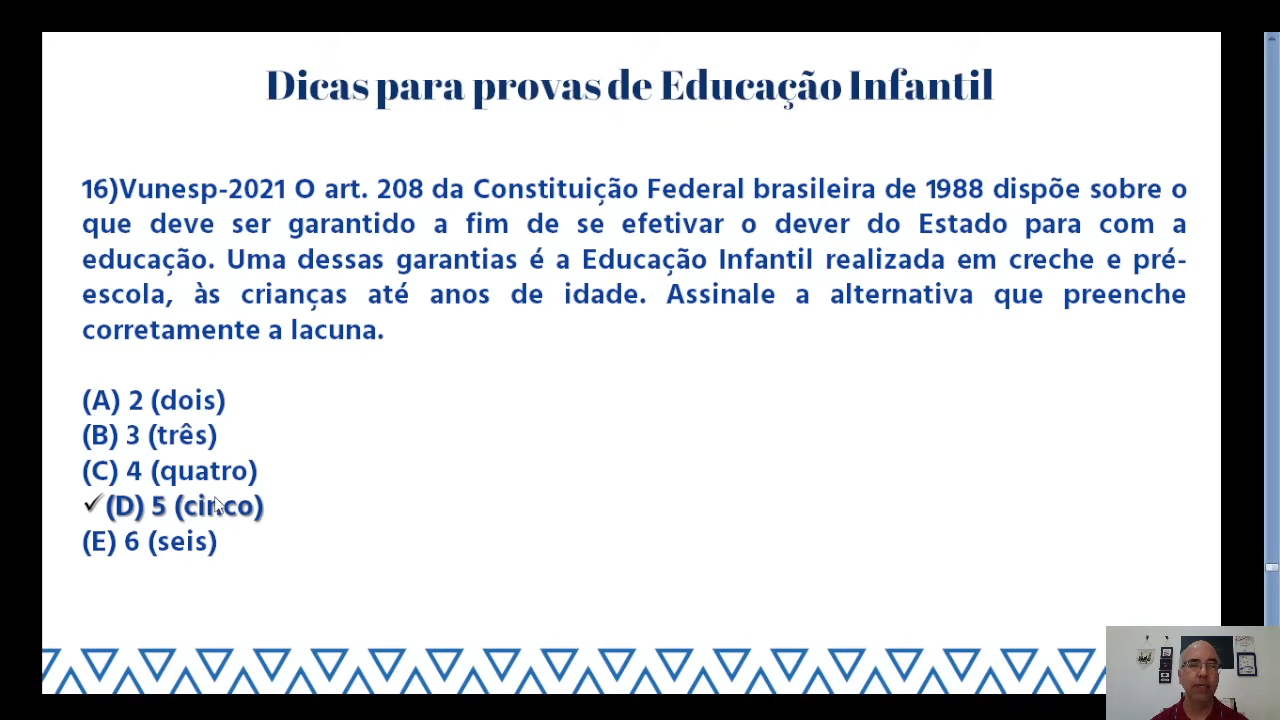 Dicas para provas de Educação Infantil
16)Vunesp-2021 O art. 208 da Constituição Federal brasileira de 1988 dispõe sobre o
que deve ser garantido a fim de se efetivar o dever do Estado para com a
educação. Uma dessas garantias é a Educação Infantil realizada em creche e pré-
escola, às crianças até anos de idade. Assinale a alternativa que preenche
corretamente a lacuna.
(A) 2 (dois)
(B) 3 (três)
(C) 4 (quatro)
✓(D) 5 (cinco)
(E) 6 (seis)